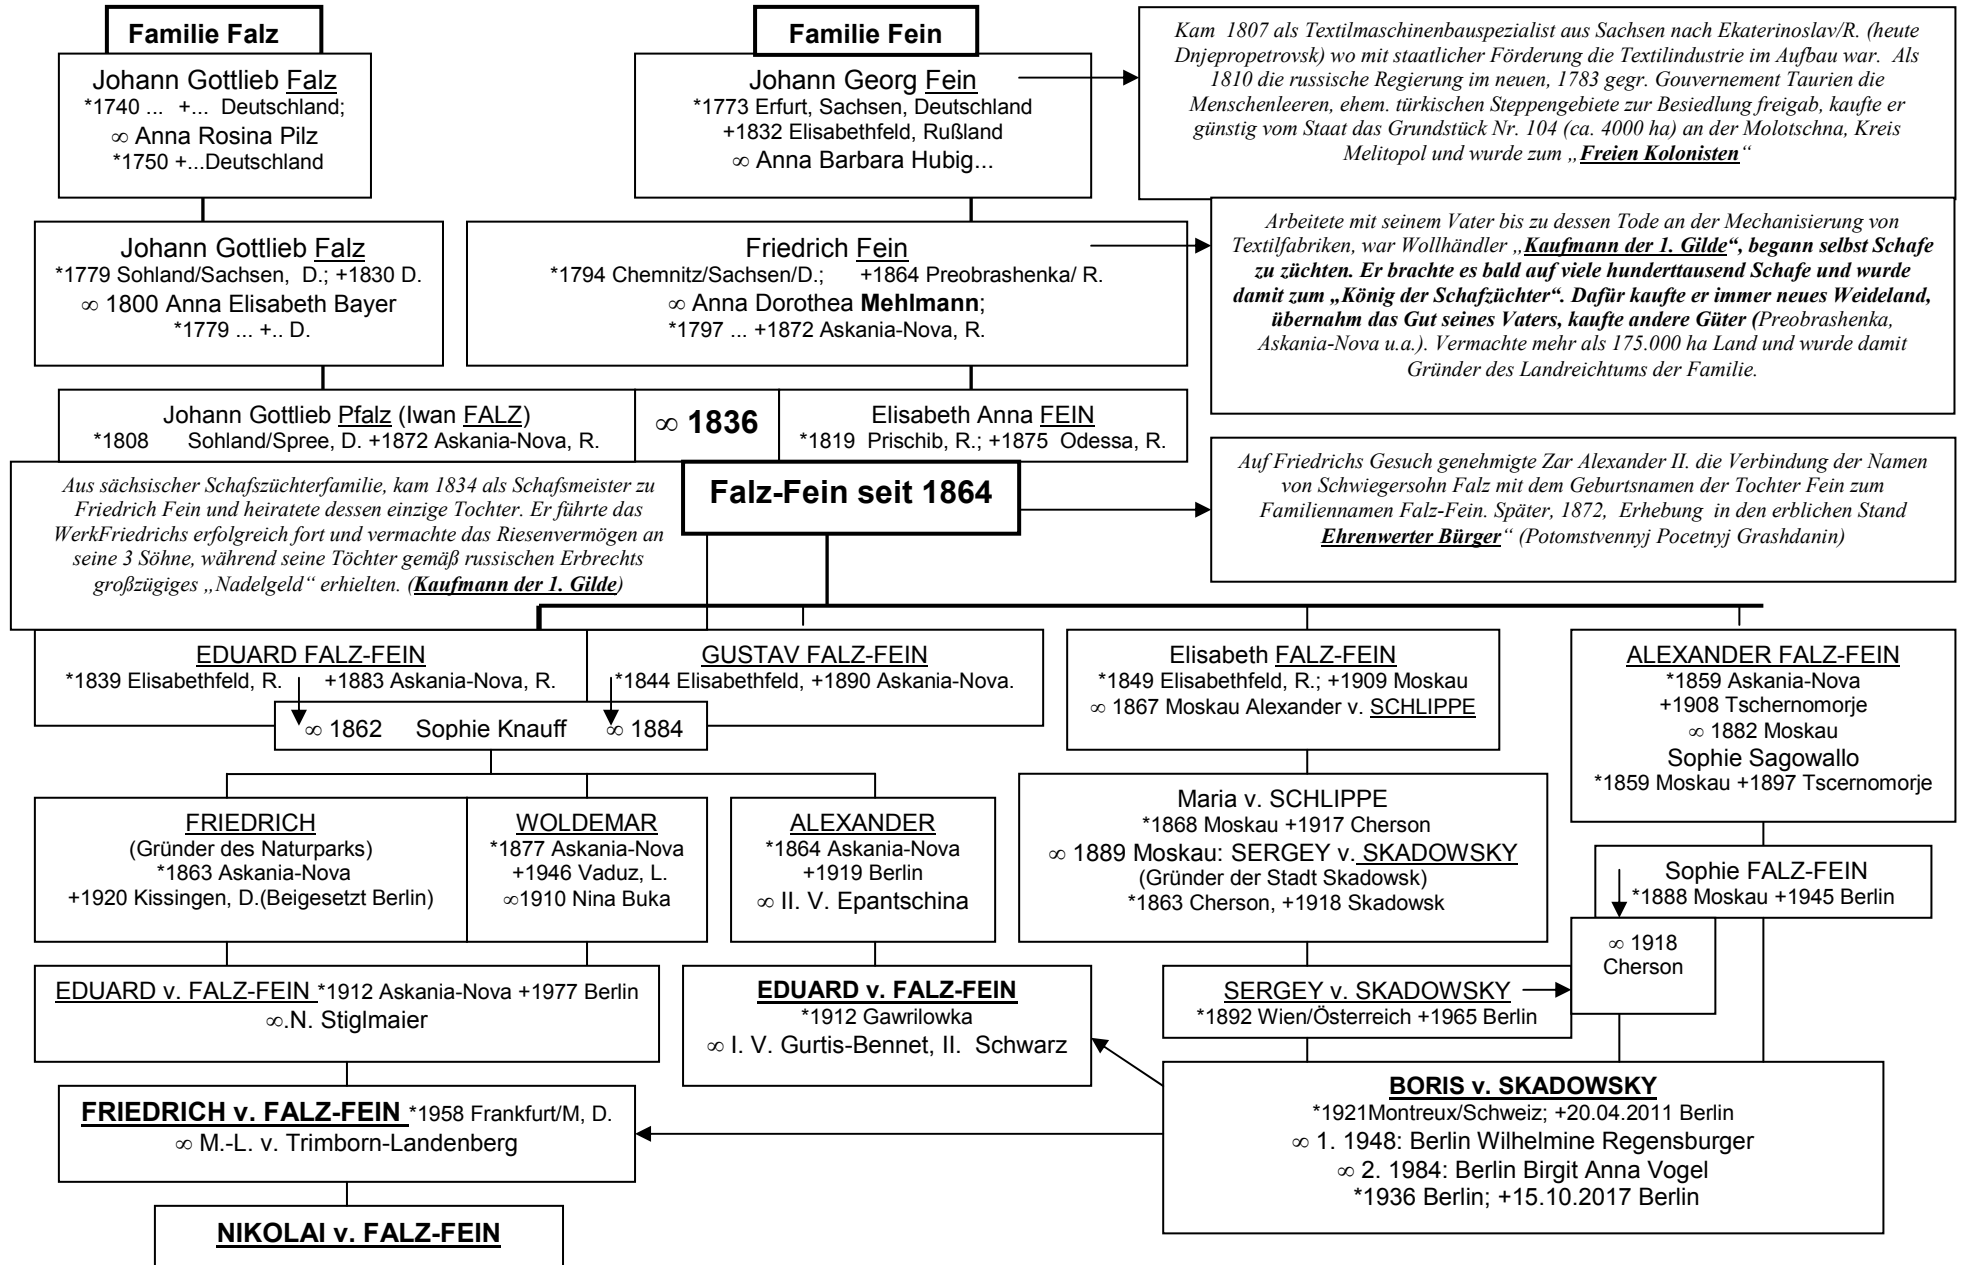 Familie Falz
Johann Gottlieb Falz
*1740 ... +... Deutschland;
∞ Anna Rosina Pilz
*1750 +...Deutschland
Familie Fein
Johann Georg Fein
*1773 Erfurt, Sachsen, Deutschland
+1832 Elisabethfeld, Rußland
∞ Anna Barbara Hubig...
Kam 1807 als Textilmaschinenbauspezialist aus Sachsen nach Ekaterinoslav/R. (heute
Dnjepropetrovsk) wo mit staatlicher Förderung die Textilindustrie im Aufbau war. Als
1810 die russische Regierung im neuen, 1783 gegr. Gouvernement Taurien die
Menschenleeren, ehem. türkischen Steppengebiete zur Besiedlung freigab, kaufte er
günstig vom Staat das Grundstück Nr. 104 (ca. 4000 ha) an der Molotschna, Kreis
Melitopol und wurde zum „Freien Kolonisten“
Johann Gottlieb Falz
*1779 Sohland/Sachsen, D.; +1830 D.
∞ 1800 Anna Elisabeth Bayer
*1779 ... +.. D.
Friedrich Fein
*1794 Chemnitz/Sachsen/D.; +1864 Preobrashenka/ R.
∞ Anna Dorothea Mehlmann;
*1797 ... +1872 Askania-Nova, R.
Arbeitete mit seinem Vater bis zu dessen Tode an der Mechanisierung von
Textilfabriken, war Wollhändler „Kaufmann der 1. Gilde“, begann selbst Schafe
zu züchten. Er brachte es bald auf viele hunderttausend Schafe und wurde
damit zum „König der Schafzüchter“. Dafür kaufte er immer neues Weideland,
übernahm das Gut seines Vaters, kaufte andere Güter (Preobrashenka,
Askania-Nova u.a.). Vermachte mehr als 175.000 ha Land und wurde damit
Gründer des Landreichtums der Familie.
Johann Gottlieb Pfalz (Iwan FALZ)
*1808 Sohland/Spree, D. +1872 Askania-Nova, R.
∞ 1836
Elisabeth Anna FEIN
*1819 Prischib, R.; +1875 Odessa, R.
Aus sächsischer Schafszüchterfamilie, kam 1834 als Schafsmeister zu
Friedrich Fein und heiratete dessen einzige Tochter. Er führte das
WerkFriedrichs erfolgreich fort und vermachte das Riesenvermögen an
seine 3 Söhne, während seine Töchter gemäß russischen Erbrechts
großzügiges „Nadelgeld“ erhielten. (Kaufmann der 1. Gilde)
Falz-Fein seit 1864
Auf Friedrichs Gesuch genehmigte Zar Alexander II. die Verbindung der Namen
von Schwiegersohn Falz mit dem Geburtsnamen der Tochter Fein zum
Familiennamen Falz-Fein. Später, 1872, Erhebung in den erblichen Stand
Ehrenwerter Bürger“ (Potomstvennyj Pocetnyj Grashdanin)
EDUARD FALZ-FEIN
*1839 Elisabethfeld, R. +1883 Askania-Nova, R.
GUSTAV FALZ-FEIN
*1844 Elisabethfeld, +1890 Askania-Nova.
∞ 1862 Sophie Knauff ∞ 1884
Elisabeth FALZ-FEIN
*1849 Elisabethfeld, R.; +1909 Moskau
∞ 1867 Moskau Alexander v. SCHLIPPE
ALEXANDER FALZ-FEIN
*1859 Askania-Nova
+1908 Tschernomorje
∞ 1882 Moskau
Sophie Sagowallo
*1859 Moskau +1897 Tscernomorje
FRIEDRICH
(Gründer des Naturparks)
*1863 Askania-Nova
+1920 Kissingen, D.(Beigesetzt Berlin)
WOLDEMAR
*1877 Askania-Nova
+1946 Vaduz, L.
∞1910 Nina Buka
ALEXANDER
*1864 Askania-Nova
+1919 Berlin
∞ II. V. Epantschina
Maria v. SCHLIPPE
*1868 Moskau +1917 Cherson
∞ 1889 Moskau: SERGEY v. SKADOWSKY
(Gründer der Stadt Skadowsk)
*1863 Cherson, +1918 Skadowsk
Sophie FALZ-FEIN
*1888 Moskau +1945 Berlin
∞ 1918
Cherson
EDUARD v. FALZ-FEIN *1912 Askania-Nova +1977 Berlin
∞.N. Stiglmaier
EDUARD v. FALZ-FEIN
*1912 Gawrilowka
∞ I. V. Gurtis-Bennet, II. Schwarz
SERGEY v. SKADOWSKY
*1892 Wien/Österreich +1965 Berlin
FRIEDRICH v. FALZ-FEIN *1958 Frankfurt/M, D.
∞ M.-L. v. Trimborn-Landenberg
BORIS v. SKADOWSKY
*1921Montreux/Schweiz; +20.04.2011 Berlin
∞ 1. 1948: Berlin Wilhelmine Regensburger
∞ 2. 1984: Berlin Birgit Anna Vogel
*1936 Berlin; +15.10.2017 Berlin
NIKOLAI v. FALZ-FEIN